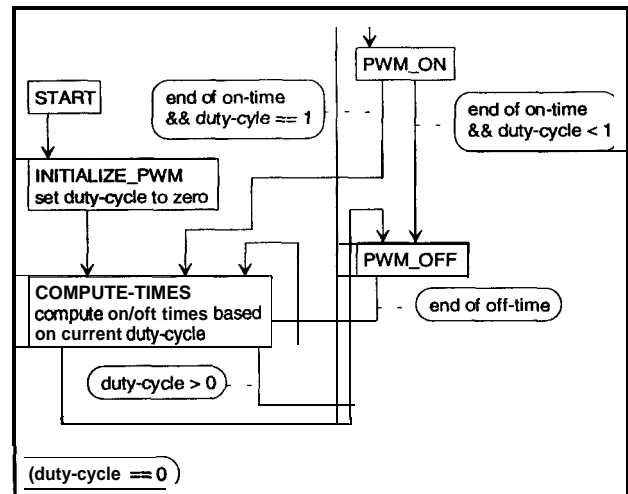 PWM_ON
START
end of on-time
&& duty-cyle == 1
end of on-time
&& duty-cycle < 1
INITIALIZE_PWM
set duty-cycle to zero
PWM_OFF
COMPUTE-TIMES
compute on/oft times based
on current duty-cycle
end of off-time
duty-cycle > 0
(duty-cycle == 0